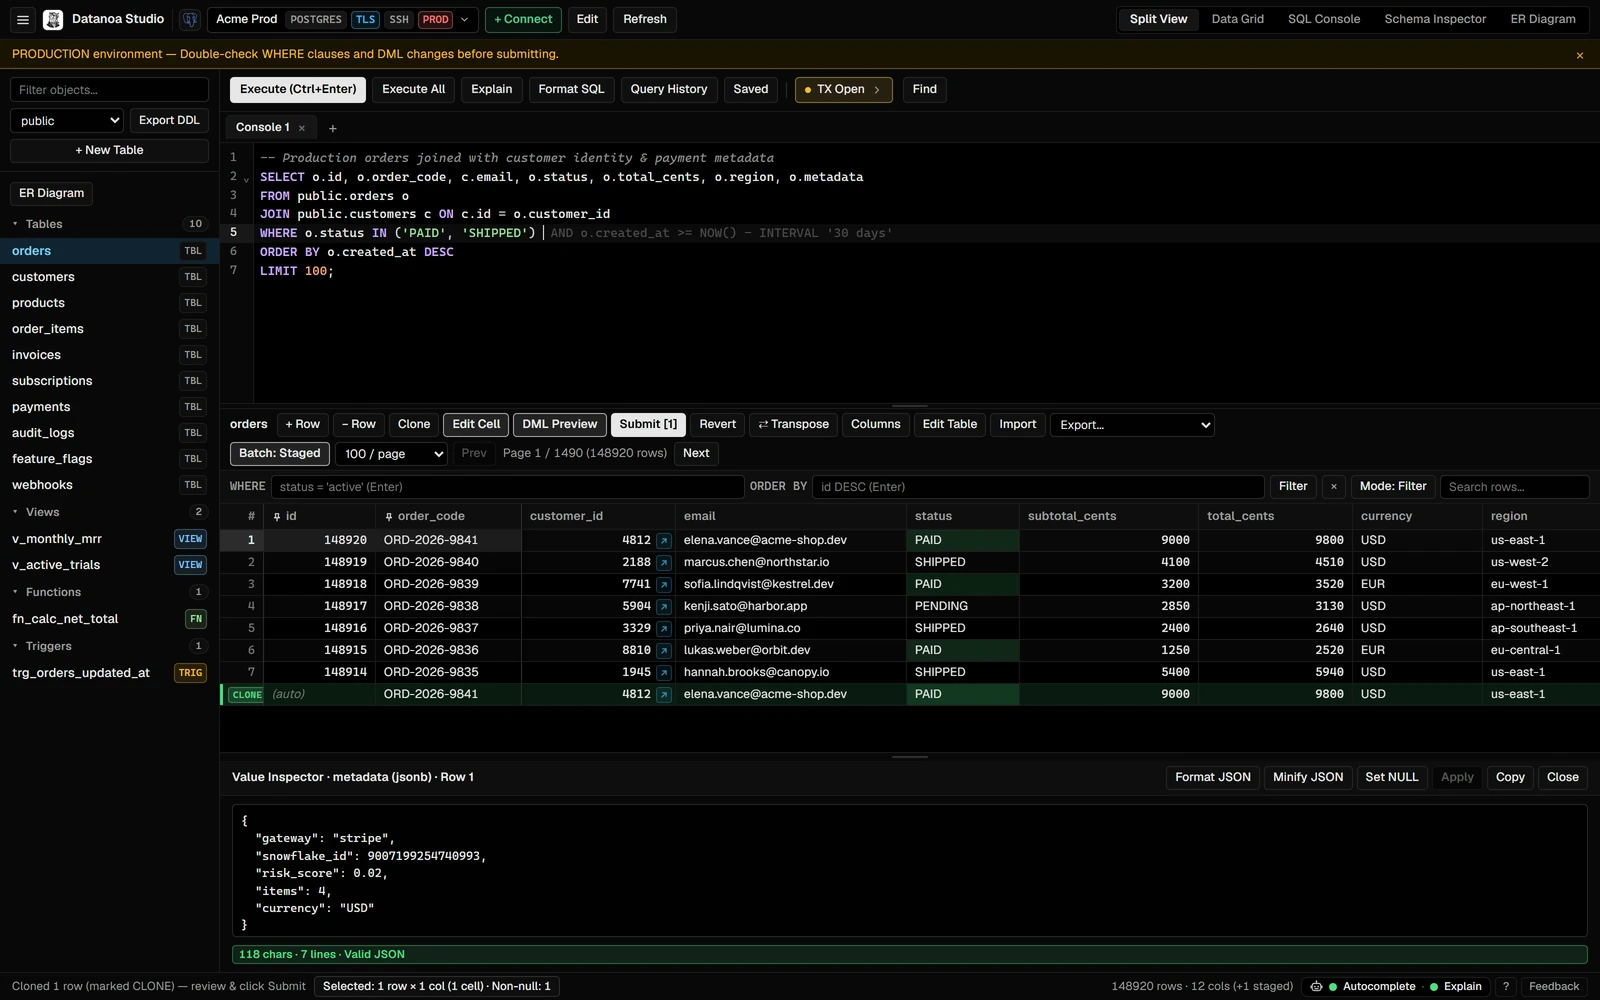 Datanoa Studio Acme Prod POSTGRES TLS SSH PROD + Connect Edit Refresh Split View Data Grid SQL Console Schema Inspector ER Diagram
PRODUCTION environment — Double-check WHERE clauses and DML changes before submitting. ×
Filter objects...
public Export DDL
+ New Table
ER Diagram
Tables 10
orders TBL
customers TBL
products TBL
order_items TBL
invoices TBL
subscriptions TBL
payments TBL
audit_logs TBL
feature_flags TBL
webhooks TBL
Views 2
v_monthly_mrr VIEW
v_active_trials VIEW
Functions 1
fn_calc_net_total FN
Triggers 1
trg_orders_updated_at TRIG
Execute (Ctrl+Enter) Execute All Explain Format SQL Query History Saved TX Open > Find
Console 1 × +
1 -- Production orders joined with customer identity & payment metadata
2 SELECT o.id, o.order_code, c.email, o.status, o.total_cents, o.region, o.metadata
3 FROM public.orders o
4 JOIN public.customers c ON c.id = o.customer_id
5 WHERE o.status IN ('PAID', 'SHIPPED') AND o.created_at >= NOW() - INTERVAL '30 days'
6 ORDER BY o.created_at DESC
7 LIMIT 100;
orders + Row − Row Clone Edit Cell DML Preview Submit [1] Revert ⇄ Transpose Columns Edit Table Import Export...
Batch: Staged 100 / page Prev Page 1 / 1490 (148920 rows) Next
WHERE status = 'active' (Enter) ORDER BY id DESC (Enter) Filter × Mode: Filter Search rows...
# id order_code customer_id email status subtotal_cents total_cents currency region
1 148920 ORD-2026-9841 4812 elena.vance@acme-shop.dev PAID 9000 9800 USD us-east-1
2 148919 ORD-2026-9840 2188 marcus.chen@northstar.io SHIPPED 4100 4510 USD us-west-2
3 148918 ORD-2026-9839 7741 sofia.lindqvist@kestrel.dev PAID 3200 3520 EUR eu-west-1
4 148917 ORD-2026-9838 5904 kenji.sato@harbor.app PENDING 2850 3130 USD ap-northeast-1
5 148916 ORD-2026-9837 3329 priya.nair@lumina.co SHIPPED 2400 2640 USD ap-southeast-1
6 148915 ORD-2026-9836 8810 lukas.weber@orbit.dev PAID 1250 2520 EUR eu-central-1
7 148914 ORD-2026-9835 1945 hannah.brooks@canopy.io SHIPPED 5400 5940 USD us-east-1
CLONE (auto) ORD-2026-9841 4812 elena.vance@acme-shop.dev PAID 9000 9800 USD us-east-1
Value Inspector · metadata (jsonb) · Row 1 Format JSON Minify JSON Set NULL Apply Copy Close
{
"gateway": "stripe",
"snowflake_id": 9007199254740993,
"risk_score": 0.02,
"items": 4,
"currency": "USD"
}
118 chars · 7 lines · Valid JSON
Cloned 1 row (marked CLONE) — review & click Submit Selected: 1 row × 1 col (1 cell) · Non-null: 1 148920 rows · 12 cols (+1 staged) Autocomplete · Explain ? Feedback